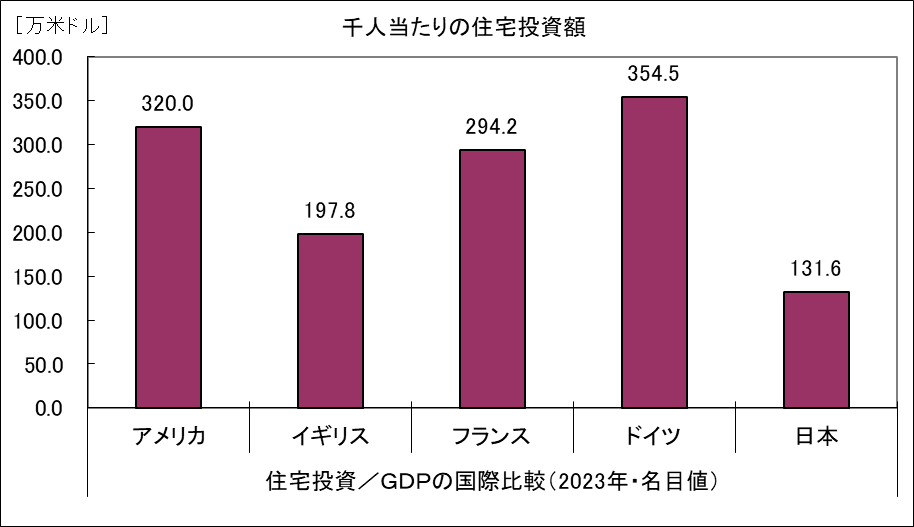 ［万米ドル］
千人当たりの住宅投資額
400.0
350.0
300.0
250.0
200.0
150.0
100.0
50.0
0.0
320.0
197.8
294.2
354.5
131.6
アメリカ
イギリス
フランス
ドイツ
日本
住宅投資／GDPの国際比較（2023年・名目値）